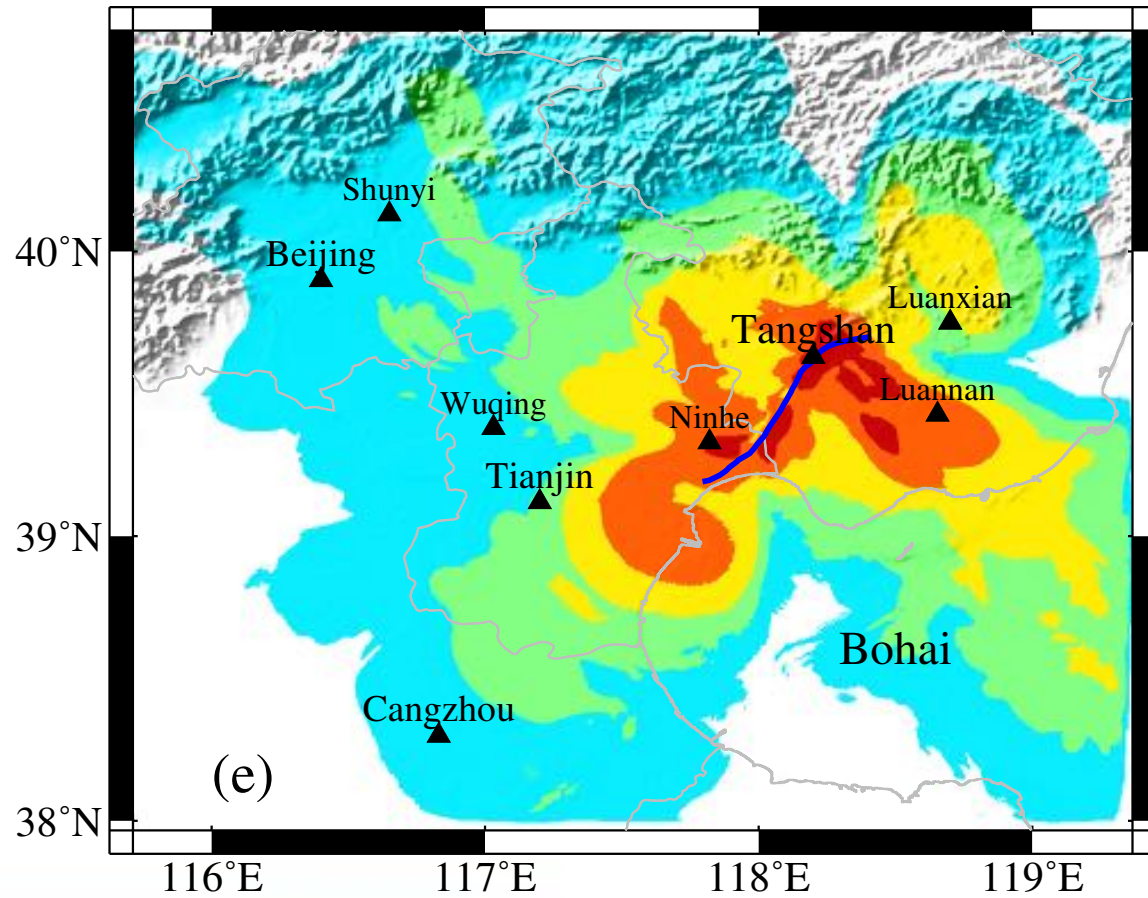 Shunyi
40°N
Beijing
Luanxian
Tangshan
Luannan
Wuqing
Ninhe
Tianjin
39°N
Bohai
Cangzhou
(e)
38°N
116°E 117°E 118°E 119°E